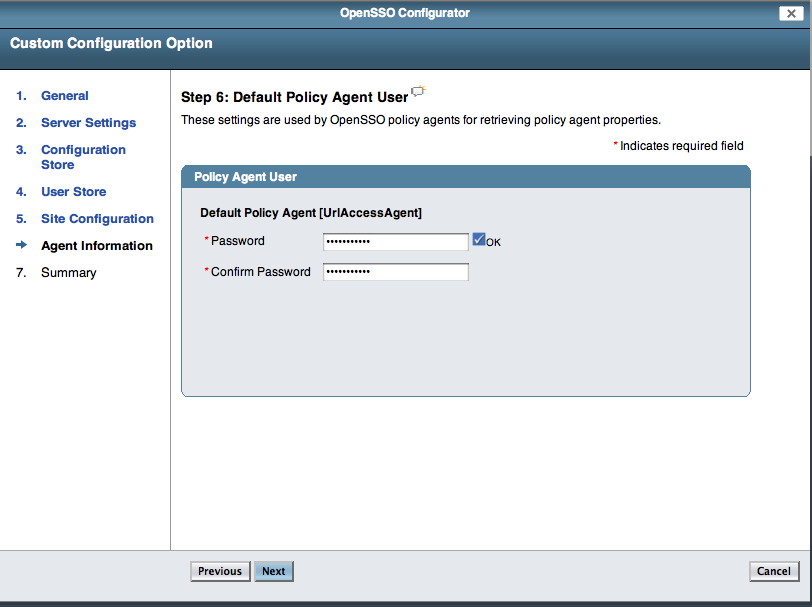 OpenSSO Configurator
Custom Configuration Option
1. General
2. Server Settings
3. Configuration
Store
4. User Store
5. Site Configuration
Agent Information
7. Summary
Step 6: Default Policy Agent User
These settings are used by OpenSSO policy agents for retrieving policy agent properties.
* Indicates required field
Policy Agent User
Default Policy Agent [UrlAccessAgent]
* Password ••••••••••• OK
* Confirm Password •••••••••••
Previous Next Cancel